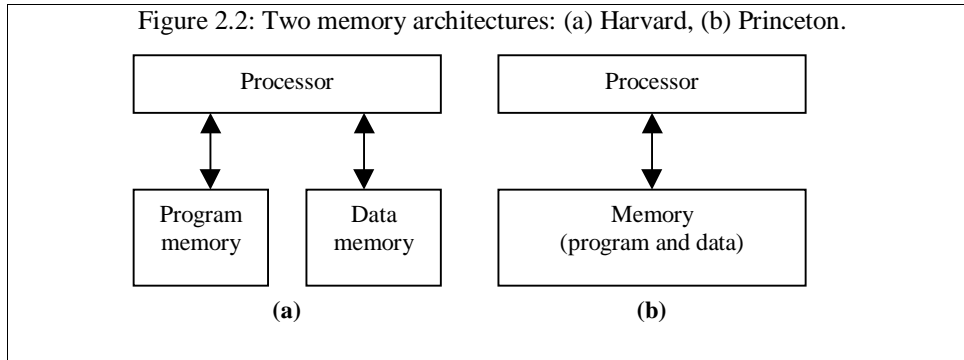 Figure 2.2: Two memory architectures: (a) Harvard, (b) Princeton.
Processor
Processor
Program
memory
Data
memory
Memory
(program and data)
(a)
(b)